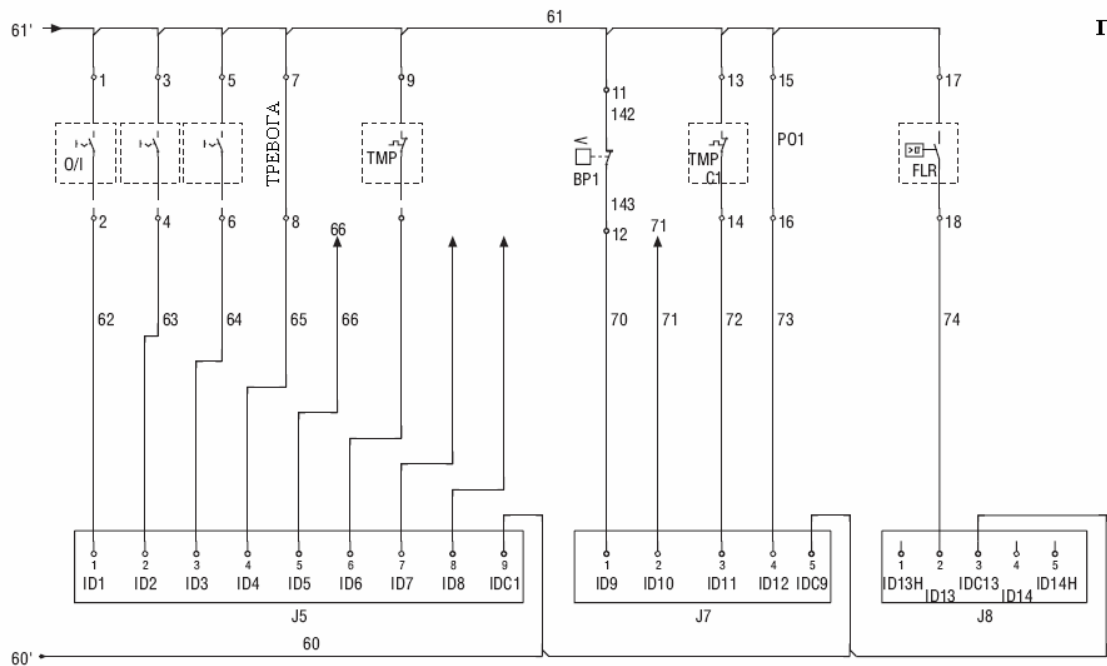 61'
61
П
1
3
5
7
9
11
13
15
17
142
O/I
ТРЕВОГА
TMP
<
BP1
TMP
C1
PO1
>
FLR
143
2
4
6
8
66
12
71
14
16
18
62
63
64
65
66
70
71
72
73
74
1 2 3 4 5 6 7 8 9
ID1 ID2 ID3 ID4 ID5 ID6 ID7 ID8 IDC1
J5
1 2 3 4 5
ID9 ID10 ID11 ID12 IDC9
J7
1 2 3 4 5
ID13H IDC13 ID14H
ID13 ID14
J8
60
60'